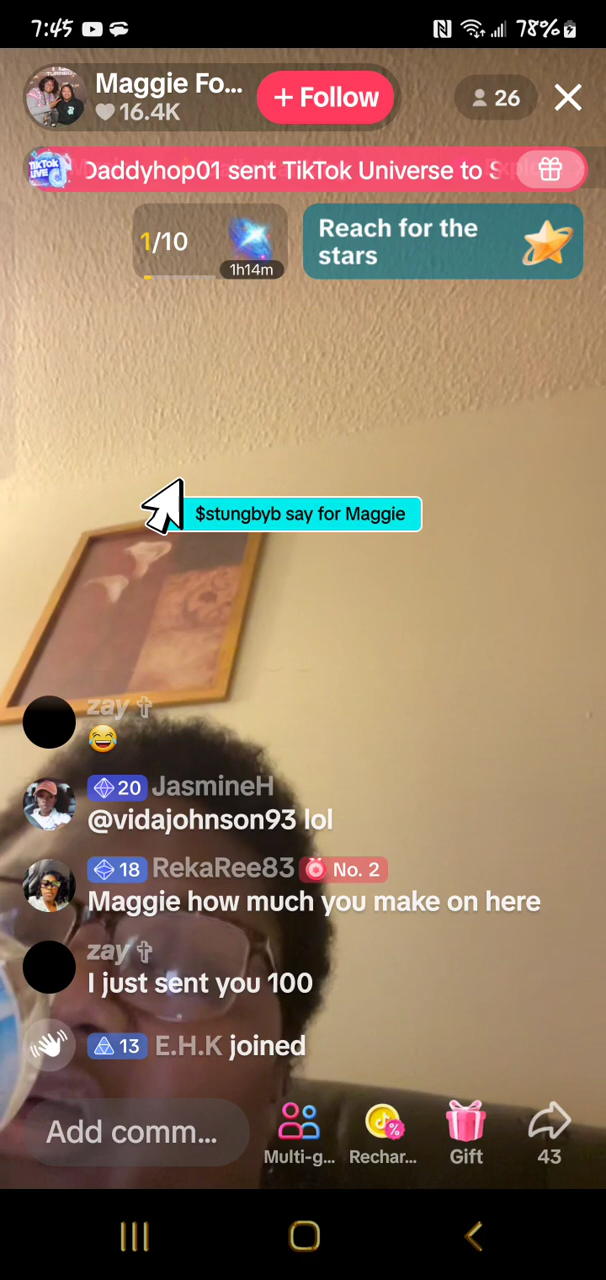 7:45
78%
Maggie Fo...
16.4K
+ Follow
26
Daddyhop01 sent TikTok Universe to S
TikTok
LIVE
1/10
1h14m
Reach for the
stars
$stungbyb say for Maggie
zay ✞
😂
20 JasmineH
@vidajohnson93 lol
18 RekaRee83 No. 2
Maggie how much you make on here
zay ✞
I just sent you 100
13 E.H.K joined
Add comm...
Multi-g...
Rechar...
Gift
43